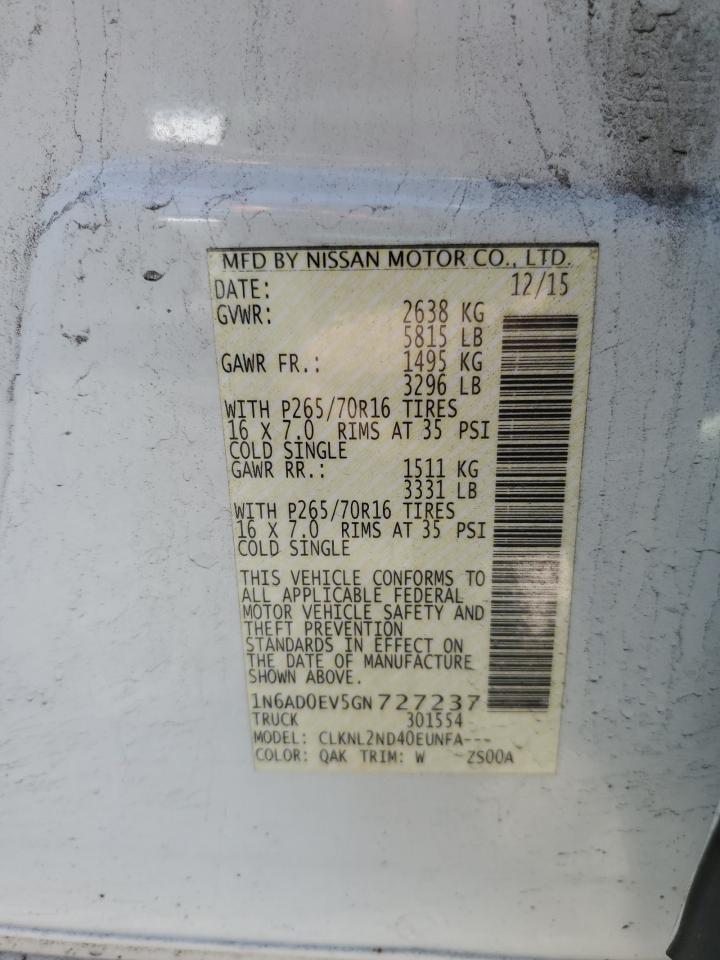 MFD BY NISSAN MOTOR CO., LTD.
DATE: 12/15
GVWR: 2638 KG
5815 LB
GAWR FR.: 1495 KG
3296 LB
WITH P265/70R16 TIRES
16 X 7.0 RIMS AT 35 PSI
COLD SINGLE
GAWR RR.: 1511 KG
3331 LB
WITH P265/70R16 TIRES
16 X 7.0 RIMS AT 35 PSI
COLD SINGLE
THIS VEHICLE CONFORMS TO
ALL APPLICABLE FEDERAL
MOTOR VEHICLE SAFETY AND
THEFT PREVENTION
STANDARDS IN EFFECT ON
THE DATE OF MANUFACTURE
SHOWN ABOVE.
1N6AD0EV5GN 727237
TRUCK 301554
MODEL: CLKNL2ND40EUNFA---
COLOR: QAK TRIM: W ZS00A